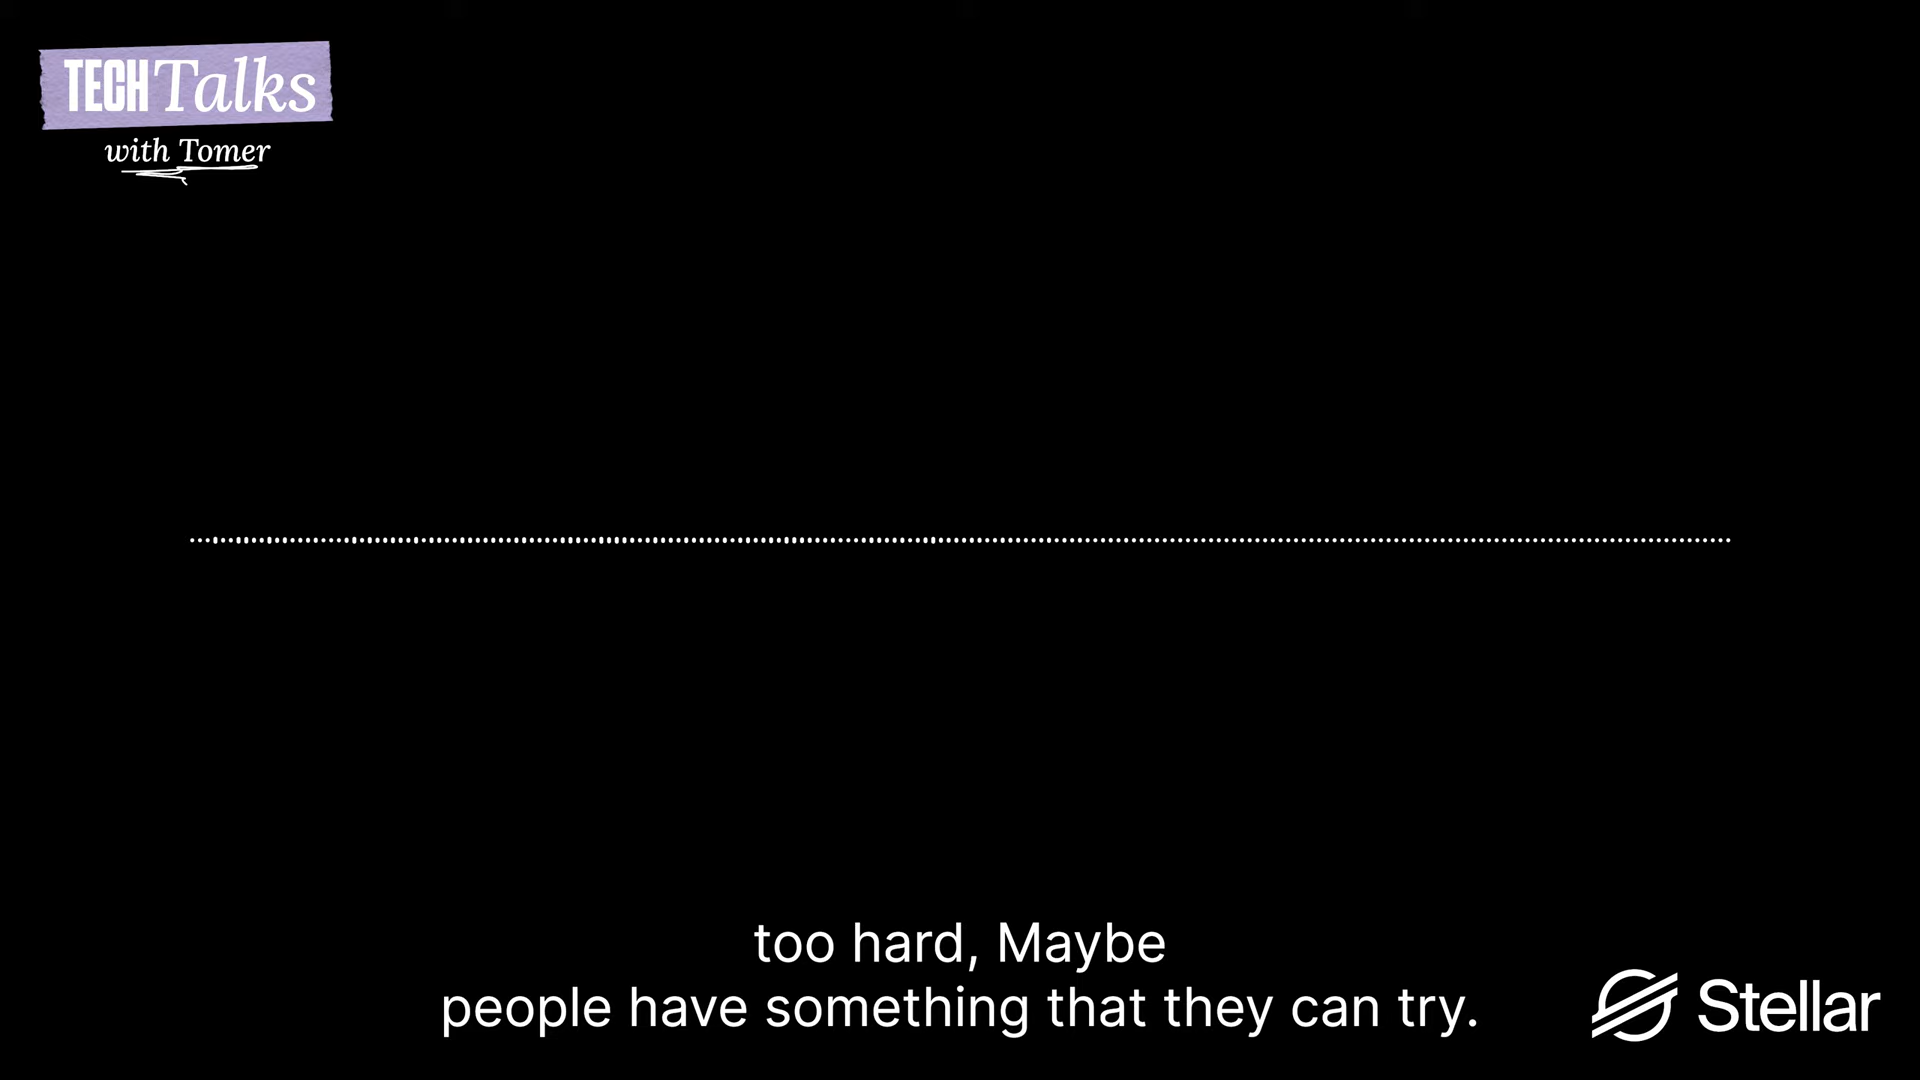 TECH Talks
with Tomer
too hard, Maybe
people have something that they can try.
Stellar